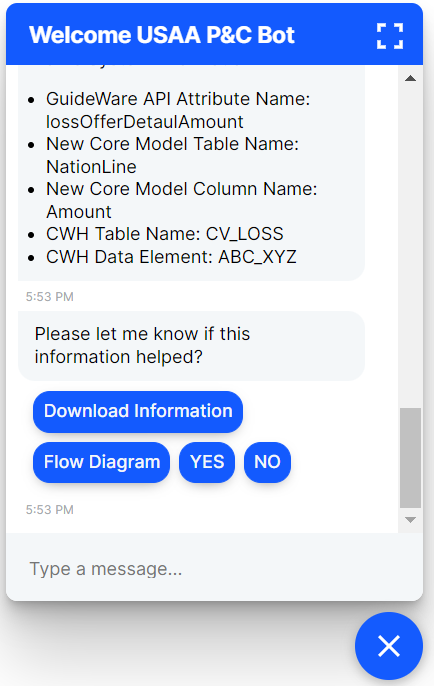 Welcome USAA P&C Bot
GuideWare API Attribute Name:
lossOfferDetaulAmount
New Core Model Table Name:
NationLine
New Core Model Column Name:
Amount
CWH Table Name: CV_LOSS
CWH Data Element: ABC_XYZ
5:53 PM
Please let me know if this
information helped?
Download Information
Flow Diagram YES NO
5:53 PM
Type a message...